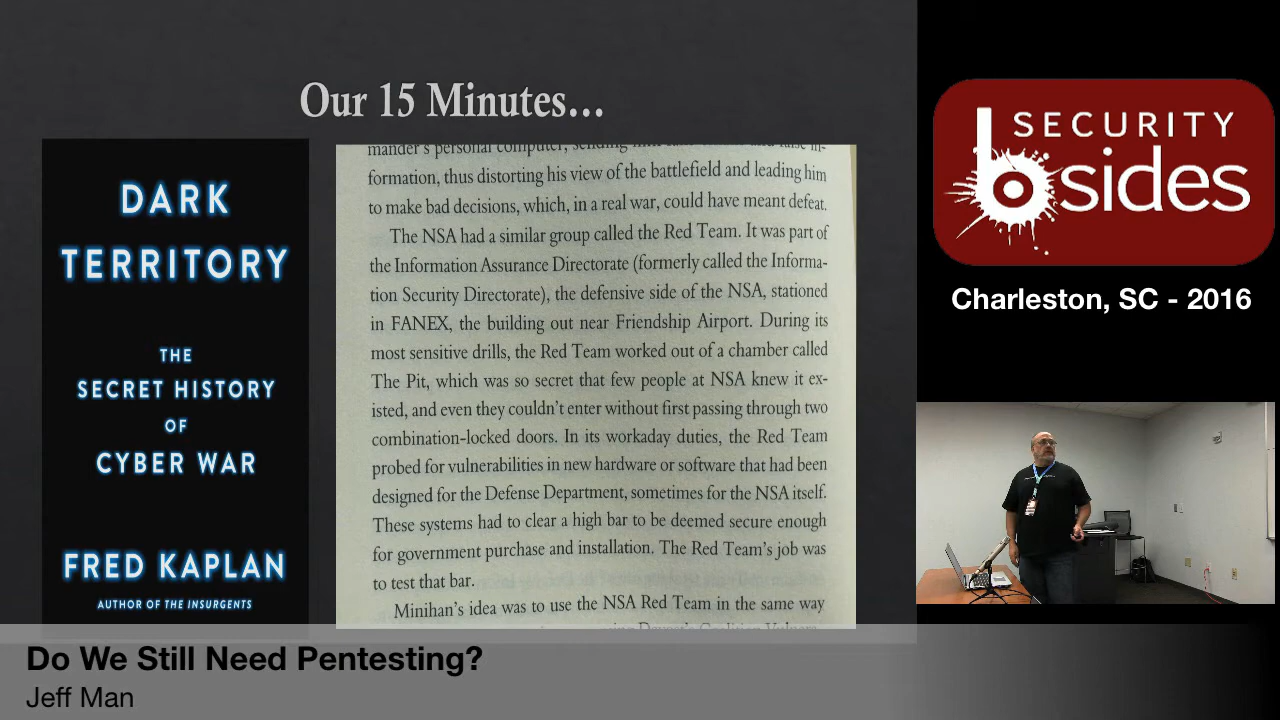 Our 15 Minutes...
DARK
TERRITORY
THE
SECRET HISTORY
OF
CYBER WAR
FRED KAPLAN
AUTHOR OF THE INSURGENTS
mander's personal computer, sending
formation, thus distorting his view of the battlefield and leading him
to make bad decisions, which, in a real war, could have meant defeat.
The NSA had a similar group called the Red Team. It was part of
the Information Assurance Directorate (formerly called the Informa-
tion Security Directorate), the defensive side of the NSA, stationed
in FANEX, the building out near Friendship Airport. During its
most sensitive drills, the Red Team worked out of a chamber called
The Pit, which was so secret that few people at NSA knew it ex-
isted, and even they couldn't enter without first passing through two
combination-locked doors. In its workaday duties, the Red Team
probed for vulnerabilities in new hardware or software that had been
designed for the Defense Department, sometimes for the NSA itself.
These systems had to clear a high bar to be deemed secure enough
for government purchase and installation. The Red Team's job was
to test that bar.
Minihan's idea was to use the NSA Red Team in the same way
SECURITY
bsides
Charleston, SC - 2016
Do We Still Need Pentesting?
Jeff Man